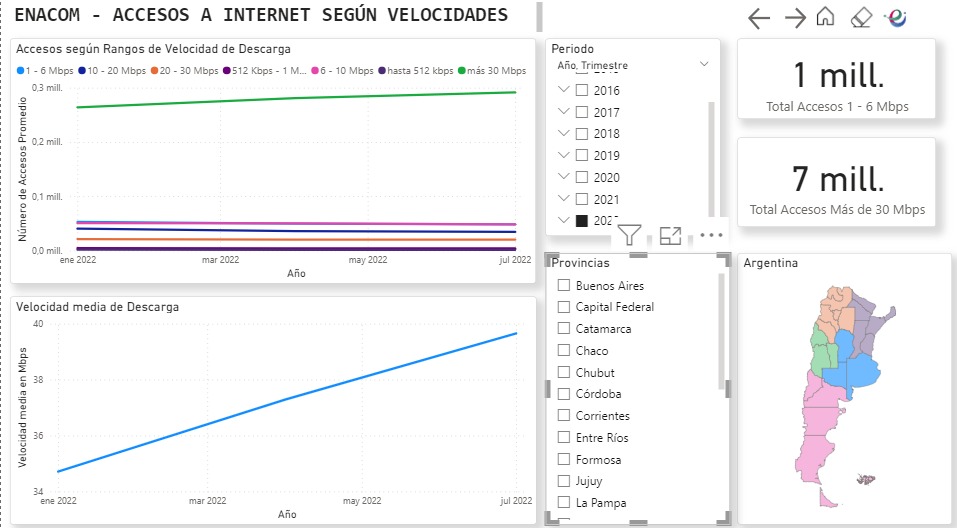 ENACOM - ACCESOS A INTERNET SEGÚN VELOCIDADES
Accesos según Rangos de Velocidad de Descarga
1 - 6 Mbps 10 - 20 Mbps 20 - 30 Mbps 512 Kbps - 1 M... 6 - 10 Mbps hasta 512 kbps más 30 Mbps
Número de Accesos Promedio
0,3 mill.
0,2 mill.
0,1 mill.
0,0 mill.
ene 2022 mar 2022 may 2022 jul 2022
Año
Velocidad media de Descarga
Velocidad media en Mbps
40
38
36
34
ene 2022 mar 2022 may 2022 jul 2022
Año
Periodo
Año, Trimestre
2016
2017
2018
2019
2020
2021
Provincias
Buenos Aires
Capital Federal
Catamarca
Chaco
Chubut
Córdoba
Corrientes
Entre Ríos
Formosa
Jujuy
La Pampa
1 mill.
Total Accesos 1 - 6 Mbps
7 mill.
Total Accesos Más de 30 Mbps
Argentina